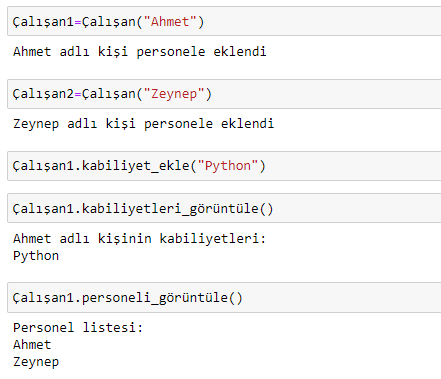 Çalışan1=Çalışan("Ahmet")
Ahmet adlı kişi personele eklendi
Çalışan2=Çalışan("Zeynep")
Zeynep adlı kişi personele eklendi
Çalışan1.kabiliyet_ekle("Python")
Çalışan1.kabiliyetleri_görüntüle()
Ahmet adlı kişinin kabiliyetleri:
Python
Çalışan1.personeli_görüntüle()
Personel listesi:
Ahmet
Zeynep